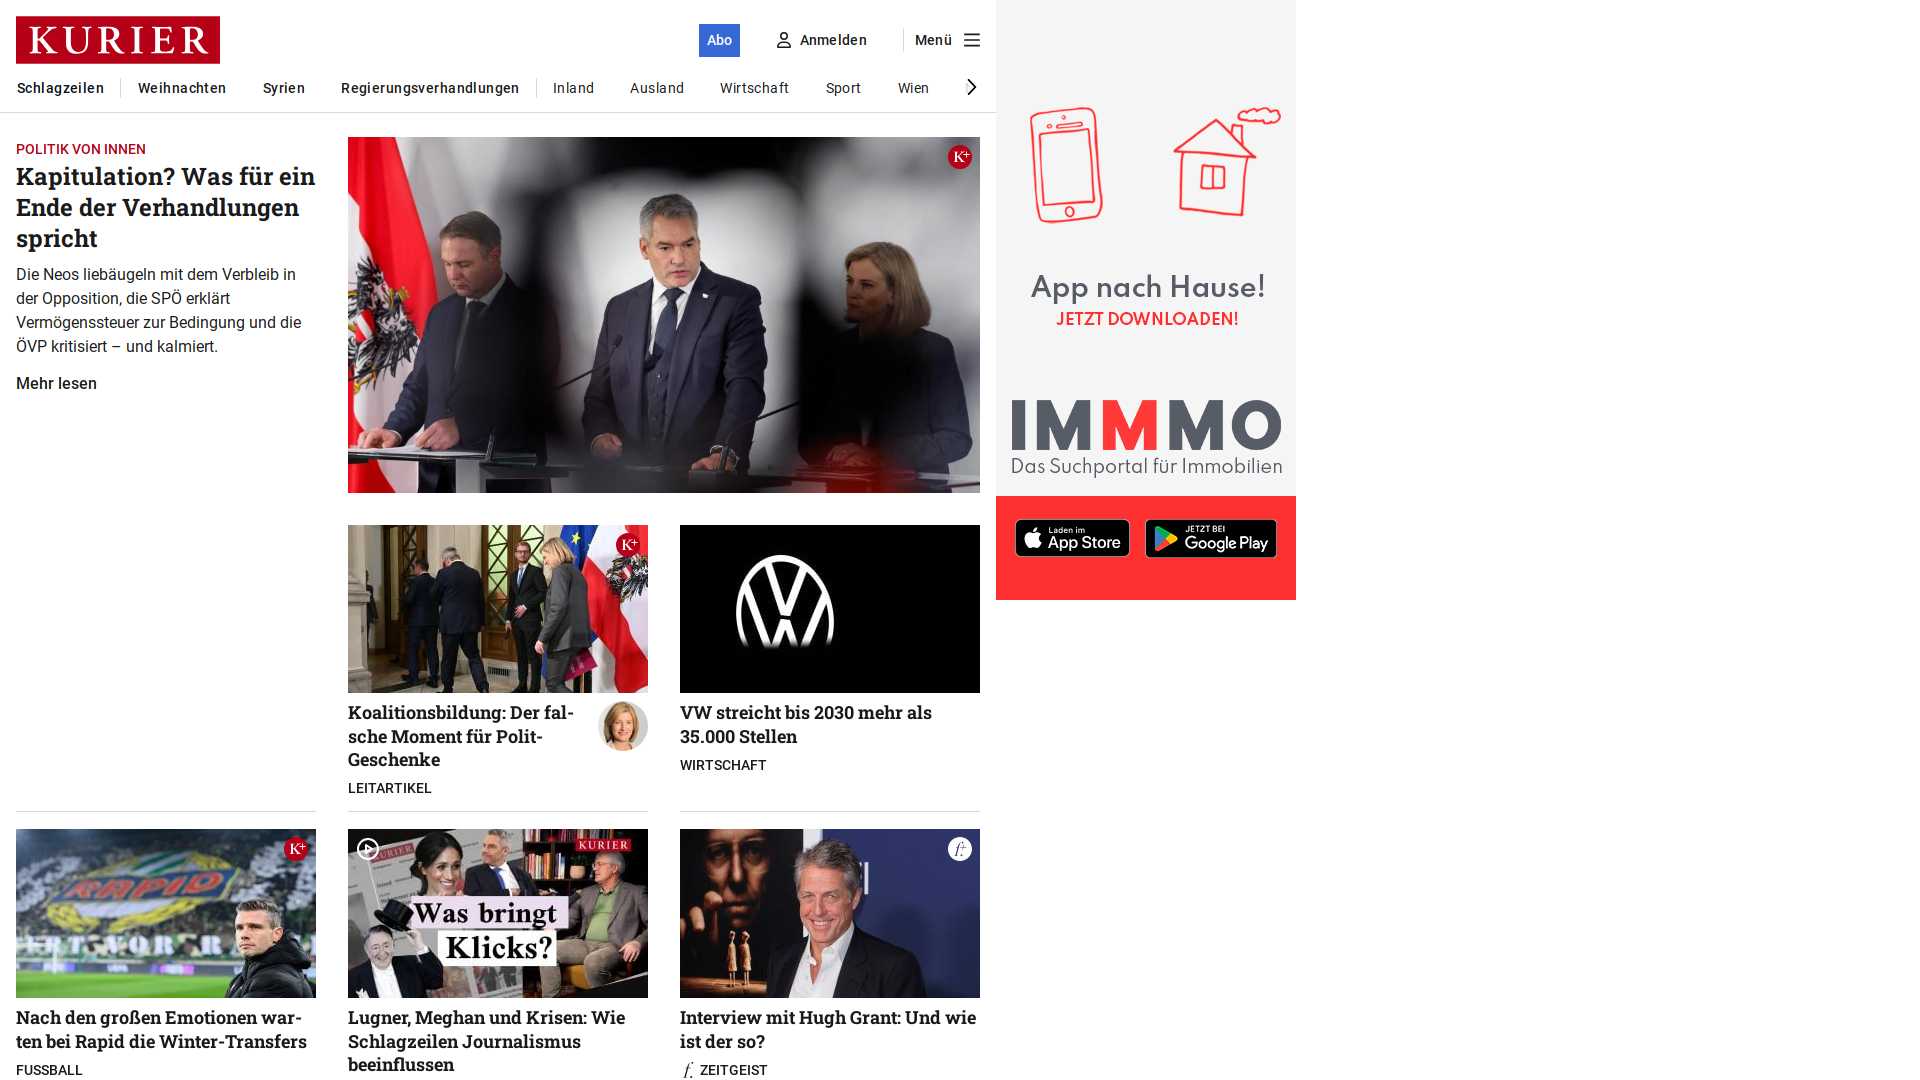 KURIER
Abo
Anmelden
Menü
Schlagzeilen
Weihnachten
Syrien
Regierungsverhandlungen
Inland
Ausland
Wirtschaft
Sport
Wien
POLITIK VON INNEN
Kapitulation? Was für ein
Ende der Verhandlungen
spricht
Die Neos liebäugeln mit dem Verbleib in
der Opposition, die SPÖ erklärt
Vermögenssteuer zur Bedingung und die
ÖVP kritisiert – und kalmiert.
Mehr lesen
K+
App nach Hause!
JETZT DOWNLOADEN!
IMMMO
Das Suchportal für Immobilien
Laden im
App Store
JETZT BEI
Google Play
K+
Koalitionsbildung: Der fal-
sche Moment für Polit-
Geschenke
LEITARTIKEL
VW streicht bis 2030 mehr als
35.000 Stellen
WIRTSCHAFT
K+
RAPID
Nach den großen Emotionen war-
ten bei Rapid die Winter-Transfers
FUSSBALL
KURIER
KURIER
Was bringt
Klicks?
Lugner, Meghan und Krisen: Wie
Schlagzeilen Journalismus
beeinflussen
f+
Interview mit Hugh Grant: Und wie
ist der so?
f. ZEITGEIST